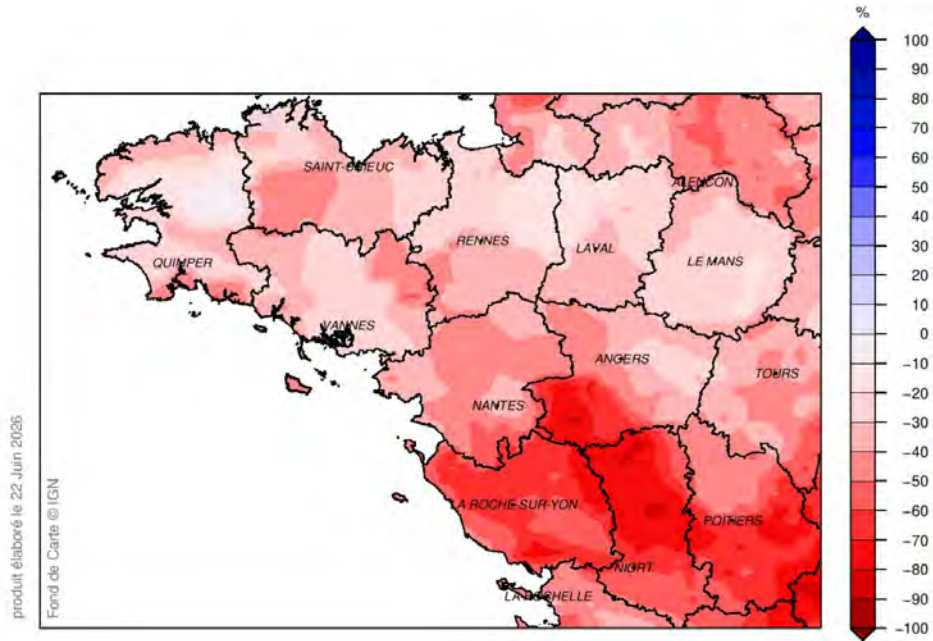 %
100
90
80
70
60
50
40
30
20
10
0
-10
-20
-30
-40
-50
-60
-70
-80
-90
-100
SAINT-BRIEUC
ALENCON
RENNES
LAVAL
LE MANS
QUIMPER
VANNES
ANGERS
TOURS
NANTES
LA ROCHE-SUR-YON
POITIERS
NIORT
LA ROCHELLE
produit élaboré le 22 Juin 2026
Fond de Carte © IGN